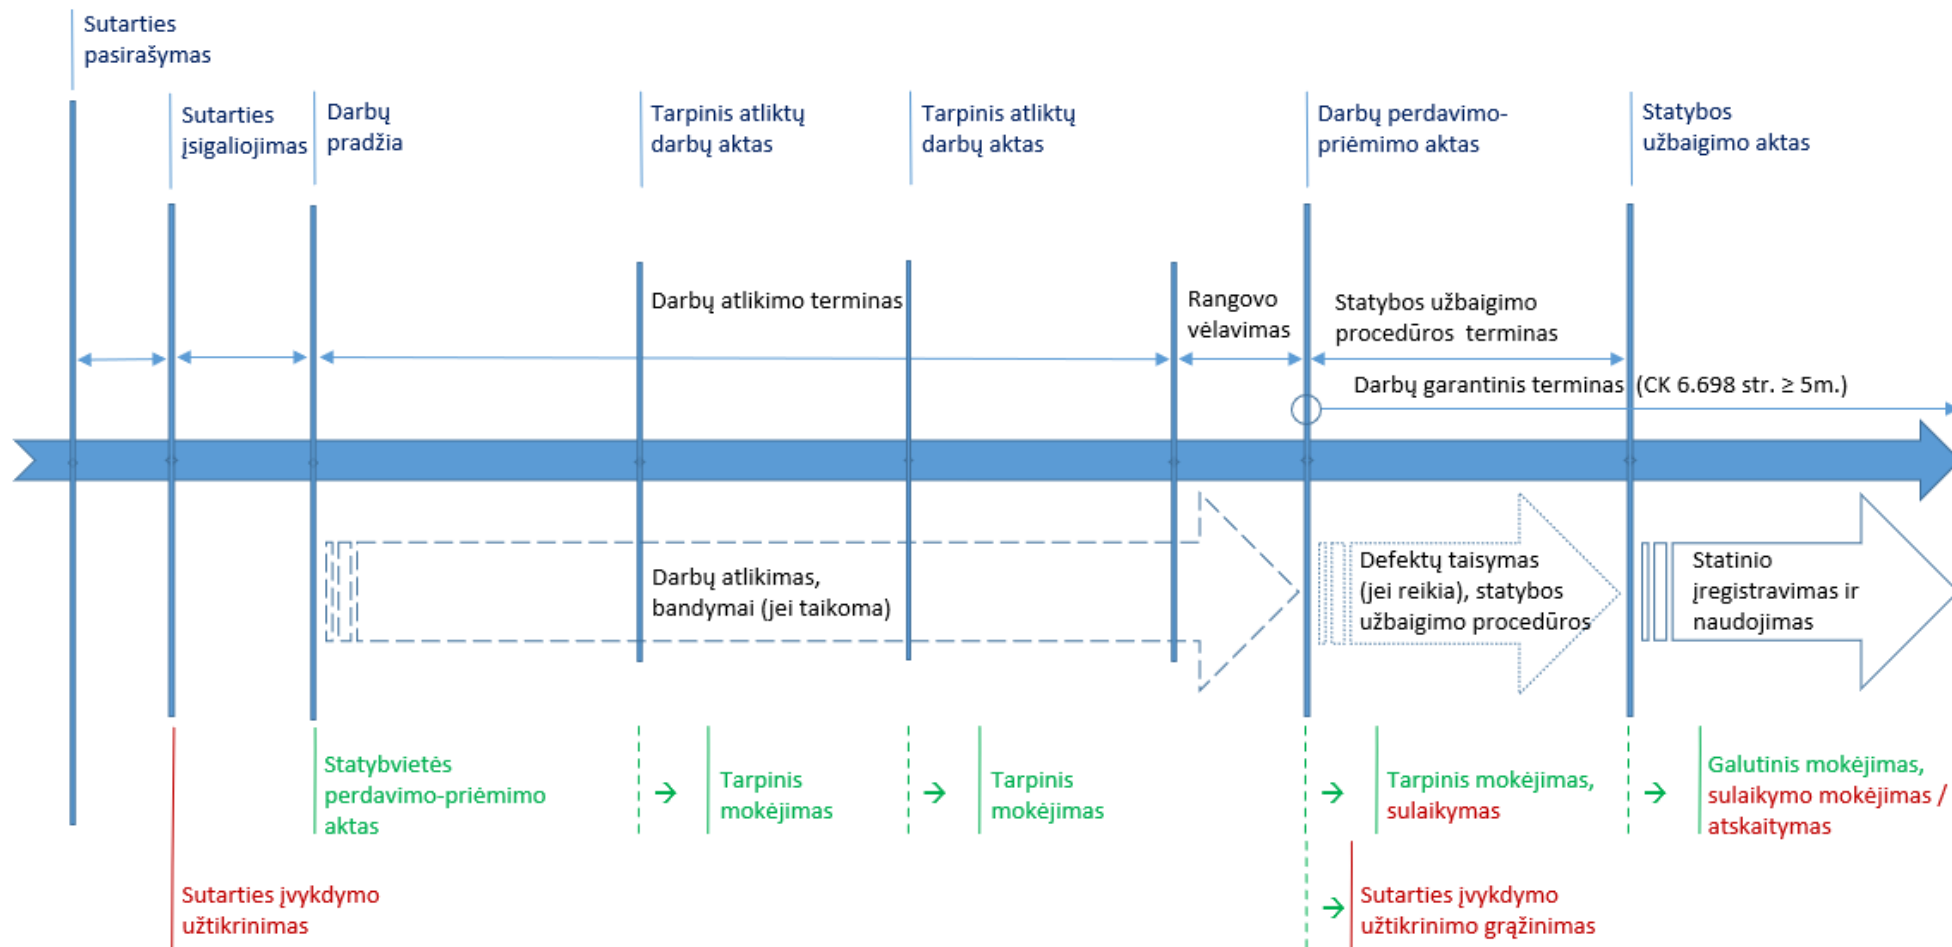 Sutarties
pasirašymas
Sutarties
įsigaliojimas
Darbų
pradžia
Tarpinis atliktų
darbų aktas
Tarpinis atliktų
darbų aktas
Darbų perdavimo-
priėmimo aktas
Statybos
užbaigimo aktas
Darbų atlikimo terminas
Rangovo
vėlavimas
Statybos užbaigimo
procedūros terminas
Darbų garantinis terminas (CK 6.698 str. ≥ 5m.)
Darbų atlikimas,
bandymai (jei taikoma)
Defektų taisymas
(jei reikia), statybos
užbaigimo procedūros
Statinio
įregistravimas ir
naudojimas
Statybvietės
perdavimo-priėmimo
aktas
Tarpinis
mokėjimas
Tarpinis
mokėjimas
Tarpinis mokėjimas,
sulaikymas
Galutinis mokėjimas,
sulaikymo mokėjimas /
atskaitymas
Sutarties įvykdymo
užtikrinimas
Sutarties įvykdymo
užtikrinimo grąžinimas